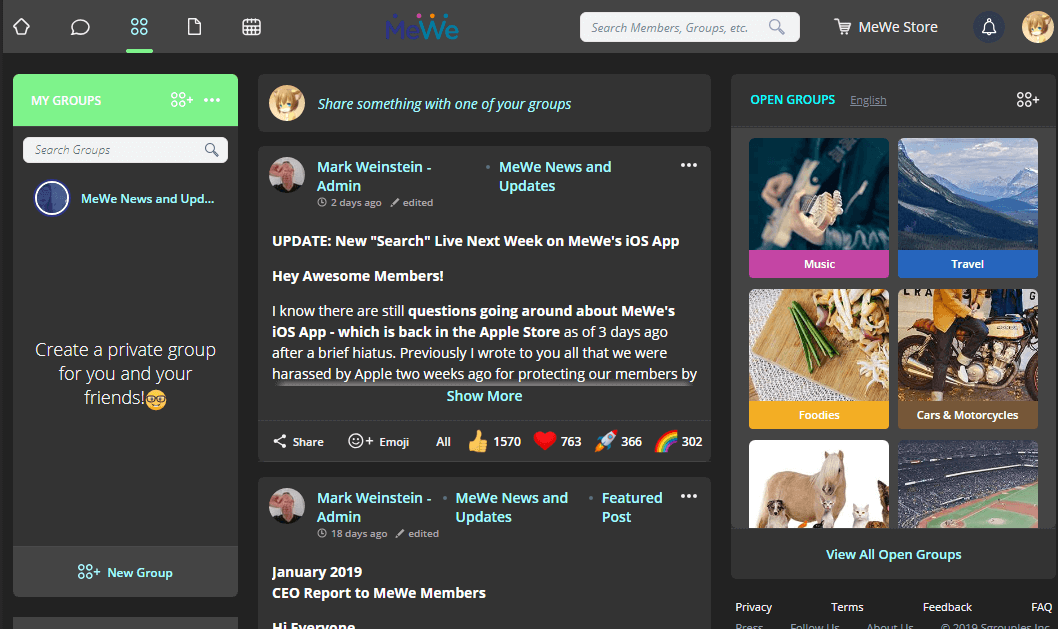 MeWe
Search Members, Groups, etc.
MeWe Store
MY GROUPS
Search Groups
MeWe News and Upd...
Create a private group
for you and your
friends!
New Group
Share something with one of your groups
Mark Weinstein -
Admin
• MeWe News and
Updates
2 days ago edited
UPDATE: New "Search" Live Next Week on MeWe's iOS App
Hey Awesome Members!
I know there are still questions going around about MeWe's
iOS App - which is back in the Apple Store as of 3 days ago
after a brief hiatus. Previously I wrote to you all that we were
harassed by Apple two weeks ago for protecting our members by
Show More
Share Emoji All 1570 763 366 302
Mark Weinstein -
Admin
• MeWe News and
Updates
• Featured
Post
18 days ago edited
January 2019
CEO Report to MeWe Members
Hi Everyone
OPEN GROUPS English
Music
Travel
Foodies
Cars & Motorcycles
View All Open Groups
Privacy Terms Feedback FAQ
Press Follow Us About Us © 2019 Sgrouples Inc.